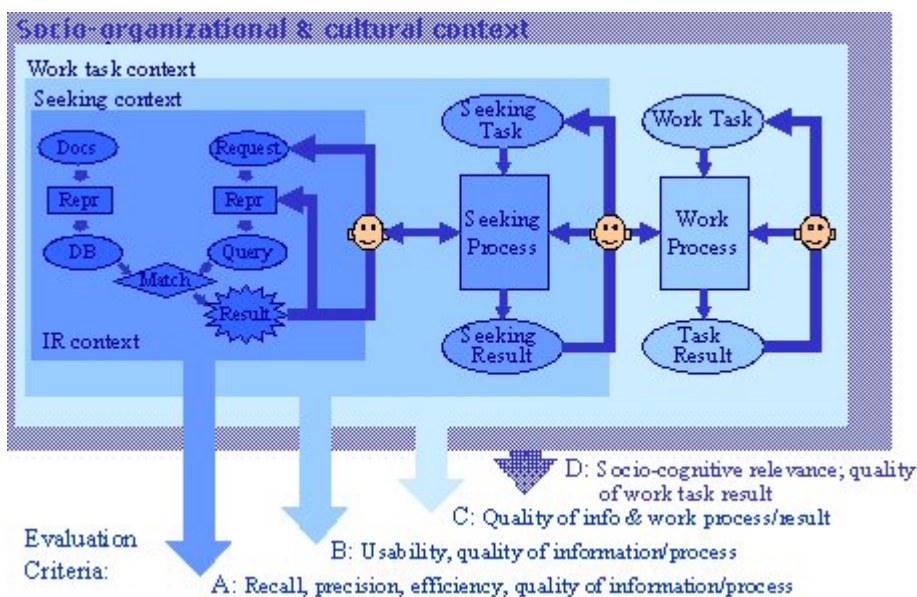 Socio-organizational & cultural context
Work task context
Seeking context
Docs
Request
Repr
Repr
DB
Query
Match
Result
IR context
Seeking
Task
Seeking
Process
Seeking
Result
Work Task
Work
Process
Task
Result
D: Socio-cognitive relevance; quality
of work task result
C: Quality of info & work process/result
B: Usability, quality of information/process
Evaluation
Criteria:
A: Recall, precision, efficiency, quality of information/process